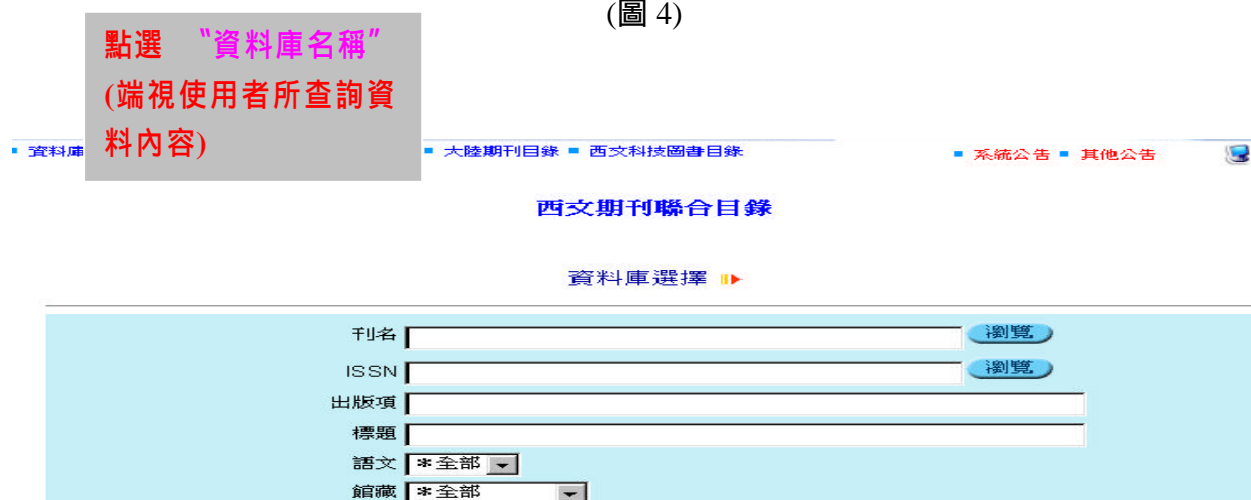 (圖 4)
點選 〝資料庫名稱〞
(端視使用者所查詢資
料內容)
資料庫
大陸期刊目錄 西文科技圖書目錄 系統公告 其他公告
西文期刊聯合目錄
資料庫選擇
刊名 瀏覽
ISSN 瀏覽
出版項
標題
語文 *全部
館藏 *全部